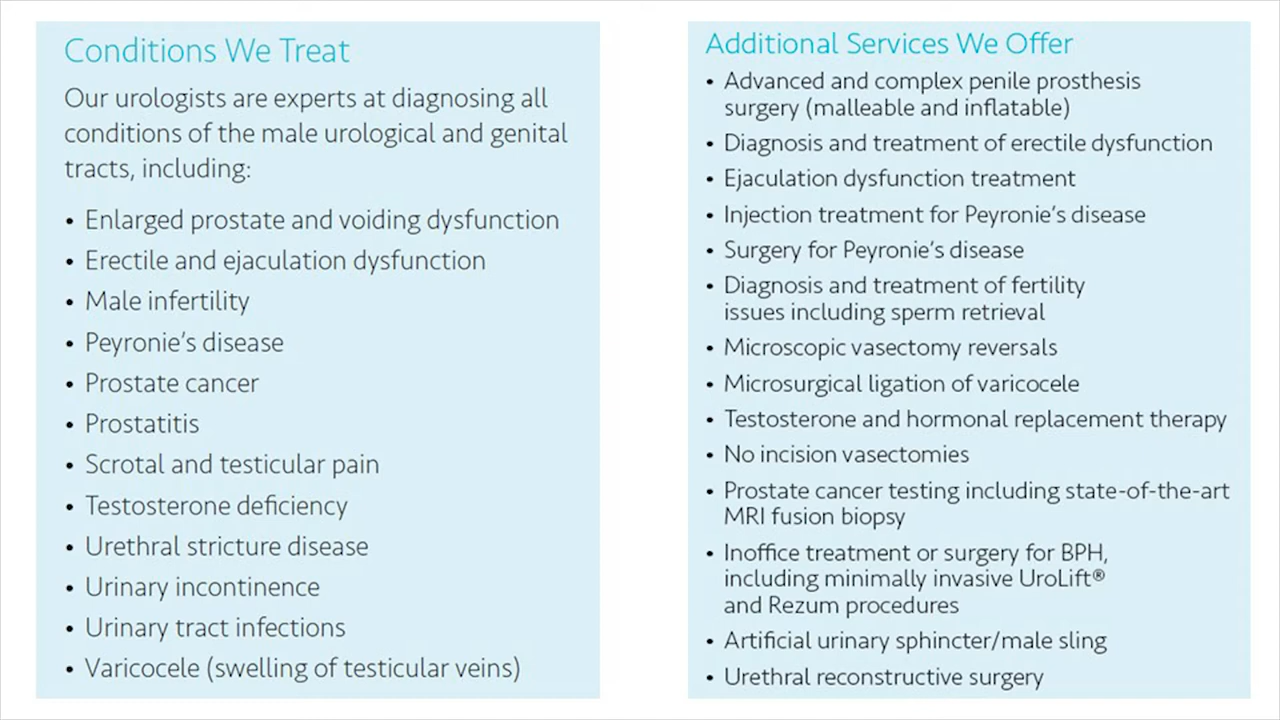 Conditions We Treat
Our urologists are experts at diagnosing all
conditions of the male urological and genital
tracts, including:
• Enlarged prostate and voiding dysfunction
• Erectile and ejaculation dysfunction
• Male infertility
• Peyronie's disease
• Prostate cancer
• Prostatitis
• Scrotal and testicular pain
• Testosterone deficiency
• Urethral stricture disease
• Urinary incontinence
• Urinary tract infections
• Varicocele (swelling of testicular veins)
Additional Services We Offer
• Advanced and complex penile prosthesis
surgery (malleable and inflatable)
• Diagnosis and treatment of erectile dysfunction
• Ejaculation dysfunction treatment
• Injection treatment for Peyronie's disease
• Surgery for Peyronie's disease
• Diagnosis and treatment of fertility
issues including sperm retrieval
• Microscopic vasectomy reversals
• Microsurgical ligation of varicocele
• Testosterone and hormonal replacement therapy
• No incision vasectomies
• Prostate cancer testing including state-of-the-art
MRI fusion biopsy
• Inoffice treatment or surgery for BPH,
including minimally invasive UroLift®
and Rezum procedures
• Artificial urinary sphincter/male sling
• Urethral reconstructive surgery